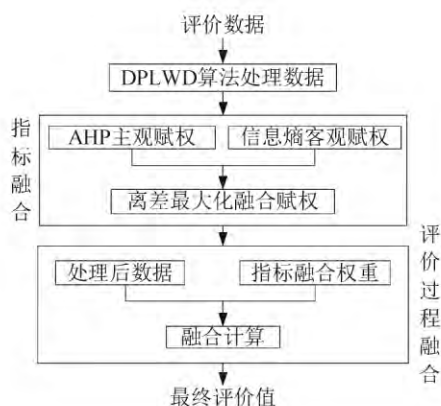 评价数据
DPLWD算法处理数据
指标融合
AHP主观赋权
信息熵客观赋权
离差最大化融合赋权
评价过程融合
处理后数据
指标融合权重
融合计算
最终评价值